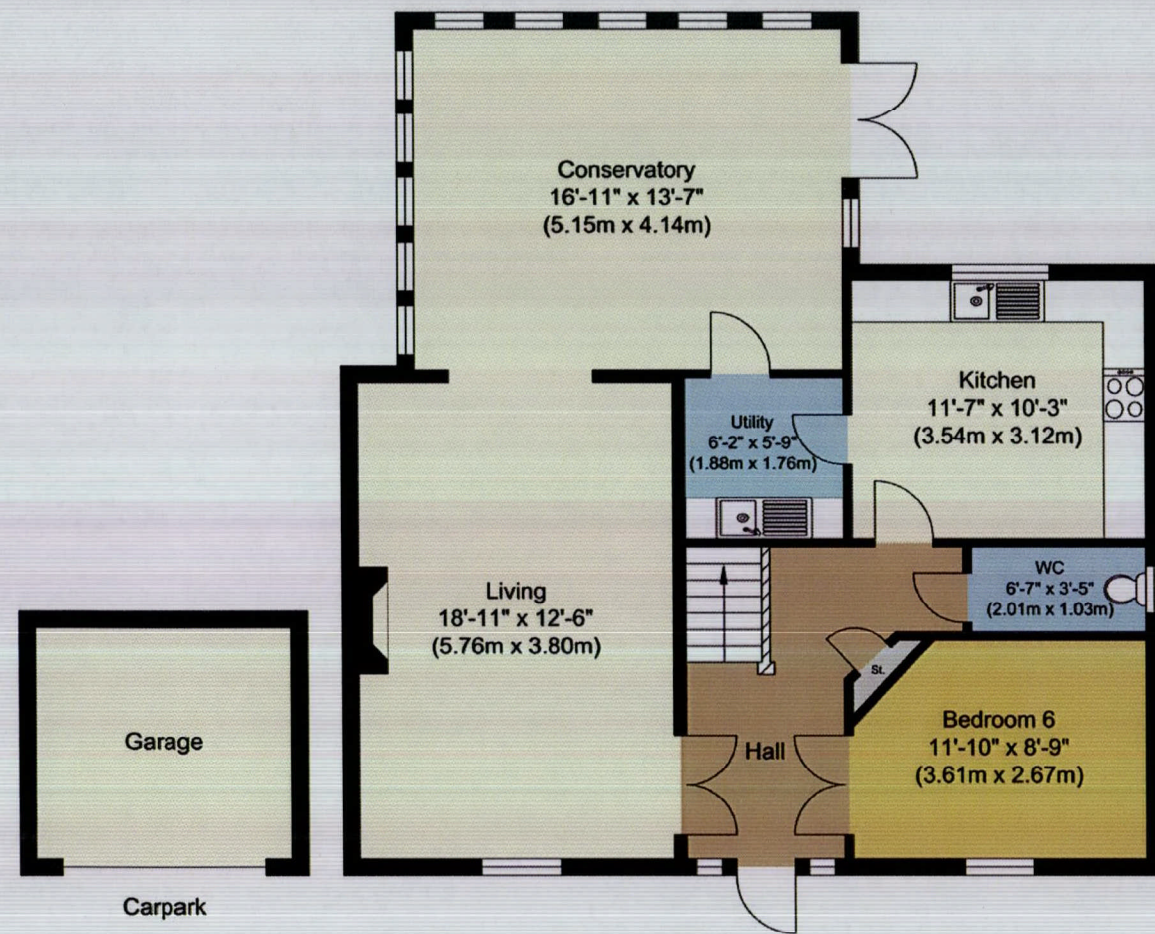 Conservatory
16'-11" x 13'-7"
(5.15m x 4.14m)
Kitchen
11'-7" x 10'-3"
(3.54m x 3.12m)
Utility
6'-2" x 5'-9"
(1.88m x 1.76m)
WC
6'-7" x 3'-5"
(2.01m x 1.03m)
Living
18'-11" x 12'-6"
(5.76m x 3.80m)
St.
Bedroom 6
11'-10" x 8'-9"
(3.61m x 2.67m)
Hall
Garage
Carpark